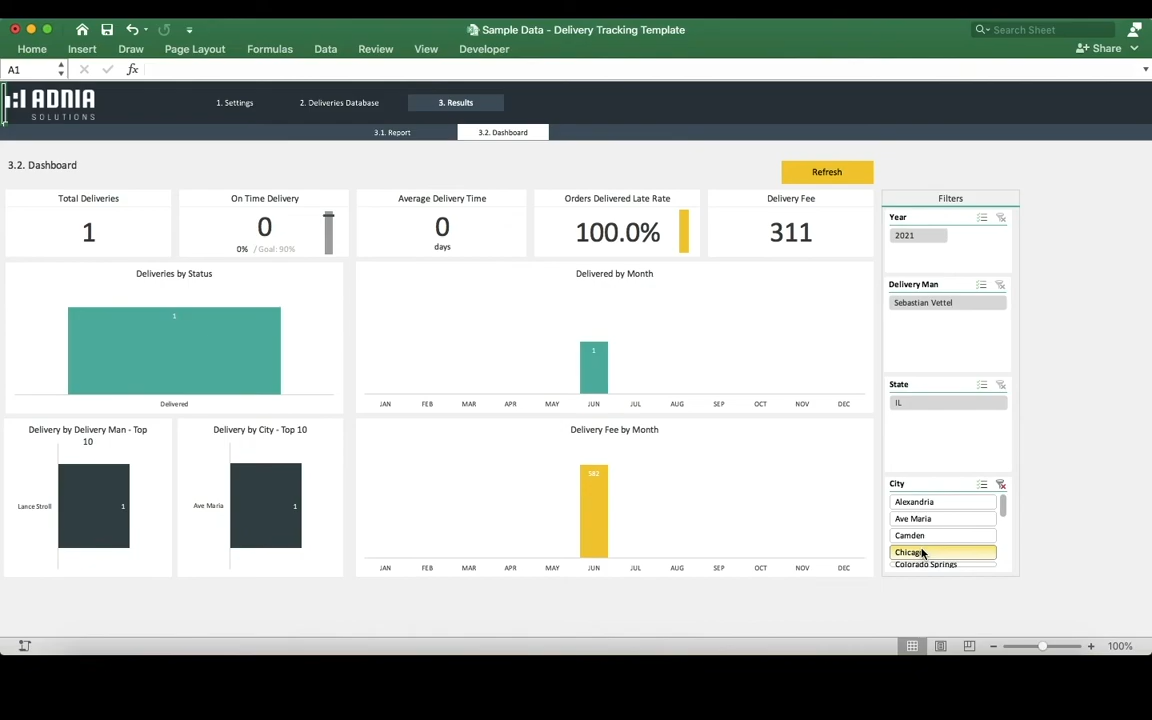 Sample Data - Delivery Tracking Template
Search Sheet
Home Insert Draw Page Layout Formulas Data Review View Developer
Share
A1
fx
ADNIA
SOLUTIONS
1. Settings
2. Deliveries Database
3. Results
3.1. Report
3.2. Dashboard
3.2. Dashboard
Refresh
Total Deliveries
1
On Time Delivery
0
0% / Goal: 90%
Average Delivery Time
0
days
Orders Delivered Late Rate
100.0%
Delivery Fee
311
Filters
Year
2021
Delivery Man
Sebastian Vettel
State
IL
City
Alexandria
Ave Maria
Camden
Chicago
Colorado Springs
Deliveries by Status
1
Delivered
Delivered by Month
1
JAN FEB MAR APR MAY JUN JUL AUG SEP OCT NOV DEC
Delivery by Delivery Man - Top
10
Lance Stroll
1
Delivery by City - Top 10
Ave Maria
1
Delivery Fee by Month
582
JAN FEB MAR APR MAY JUN JUL AUG SEP OCT NOV DEC
100%